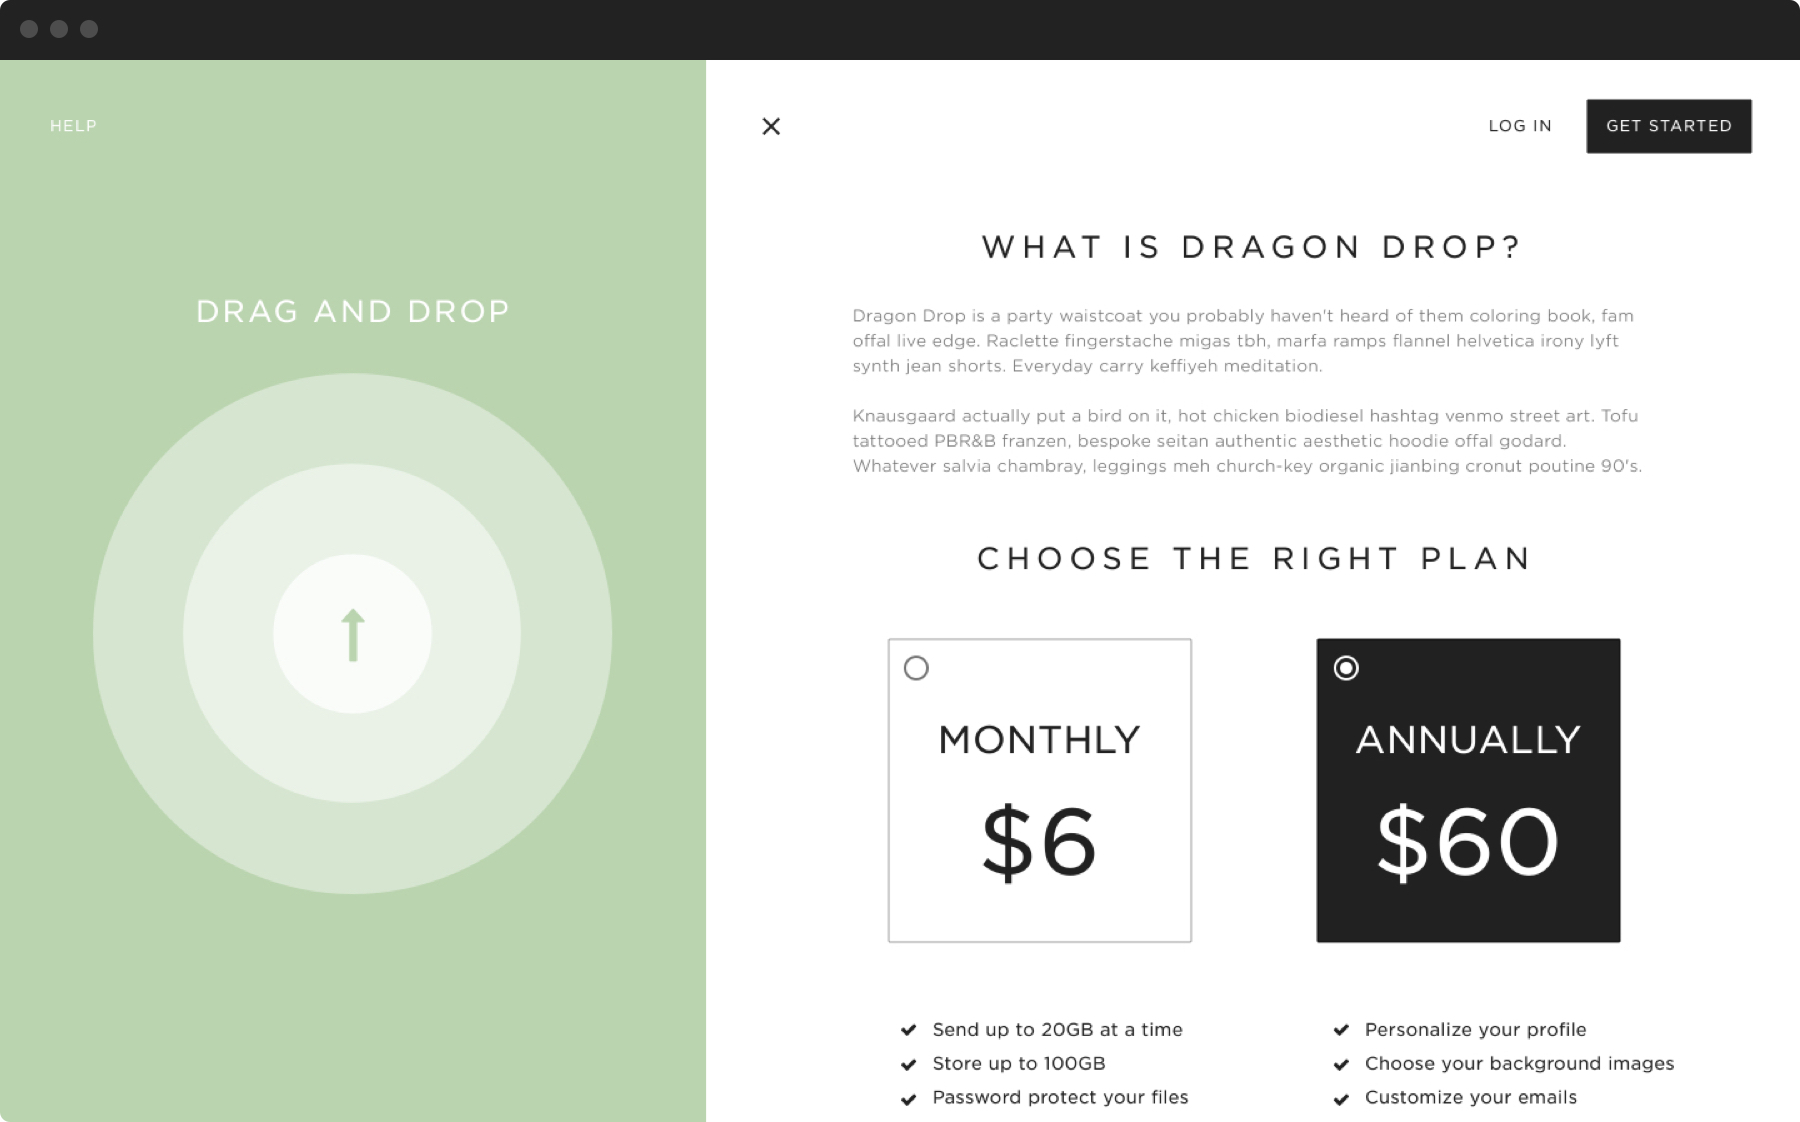 HELP
LOG IN
GET STARTED
DRAG AND DROP
WHAT IS DRAGON DROP?
Dragon Drop is a party waistcoat you probably haven't heard of them coloring book, fam
offal live edge. Raclette fingerstache migas tbh, marfa ramps flannel helvetica irony lyft
synth jean shorts. Everyday carry keffiyeh meditation.
Knausgaard actually put a bird on it, hot chicken biodiesel hashtag venmo street art. Tofu
tattooed PBR&B franzen, bespoke seitan authentic aesthetic hoodie offal godard.
Whatever salvia chambray, leggings meh church-key organic jianbing cronut poutine 90's.
CHOOSE THE RIGHT PLAN
MONTHLY
$6
ANNUALLY
$60
Send up to 20GB at a time
Store up to 100GB
Password protect your files
Personalize your profile
Choose your background images
Customize your emails